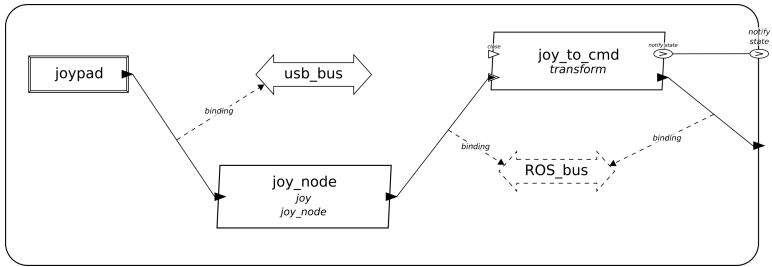 notify
state
close
notify state
joy_to_cmd
transform
joypad
usb_bus
binding
binding
binding
ROS_bus
joy_node
joy
joy_node